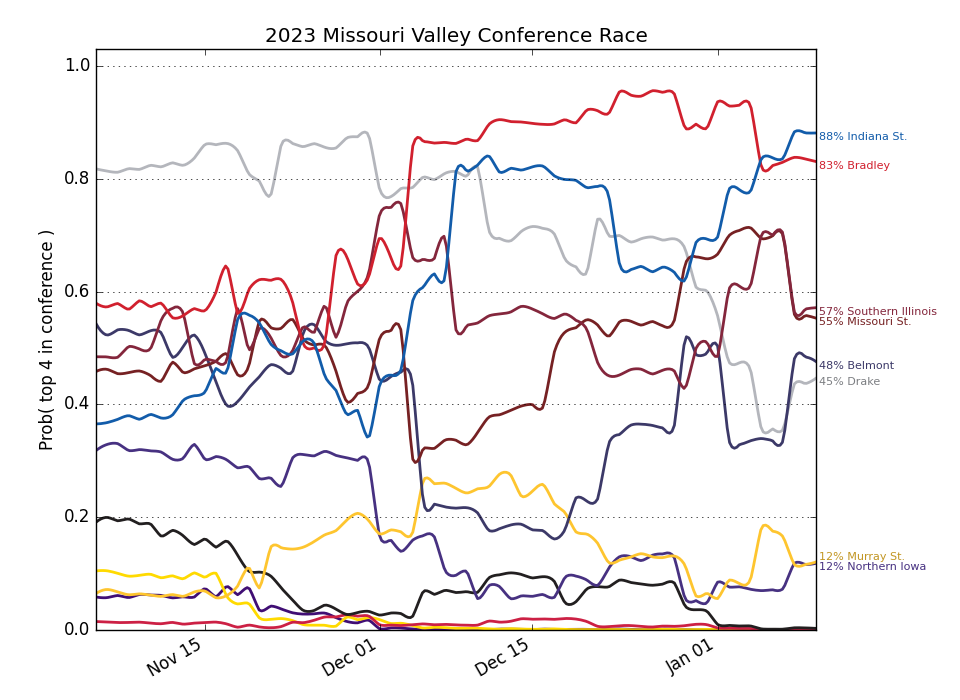 2023 Missouri Valley Conference Race
Prob( top 4 in conference )
1.0
0.8
0.6
0.4
0.2
0.0
Nov 15
Dec 01
Dec 15
Jan 01
88% Indiana St.
83% Bradley
57% Southern Illinois
55% Missouri St.
48% Belmont
45% Drake
12% Murray St.
12% Northern Iowa